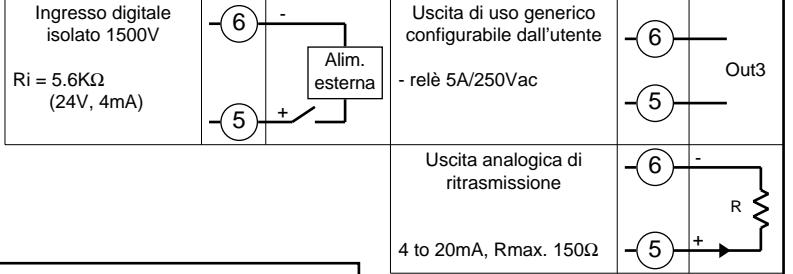 Ingresso digitale
isolato 1500V
Ri = 5.6KΩ
(24V, 4mA)
6 -
Alim.
esterna
5 +
Uscita di uso generico
configurabile dall'utente
- relè 5A/250Vac
6
Out3
5
Uscita analogica di
ritrasmissione
4 to 20mA, Rmax. 150Ω
6 -
R
5 +